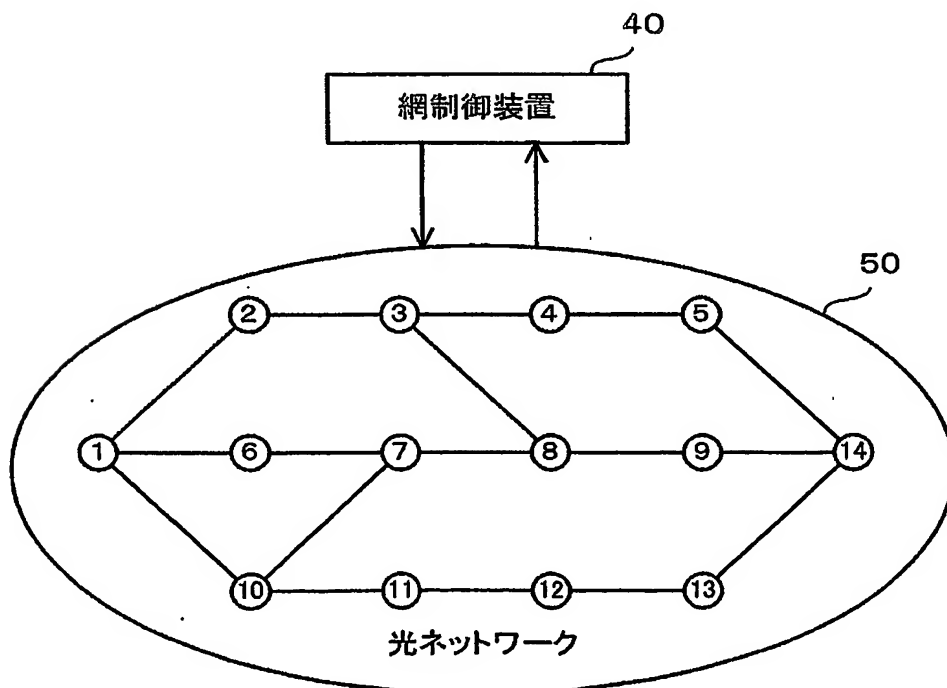 40
網制御装置
50
② ③ ④ ⑤
① ⑥ ⑦ ⑧ ⑨ ⑭
⑩ ⑪ ⑫ ⑬
光ネットワーク